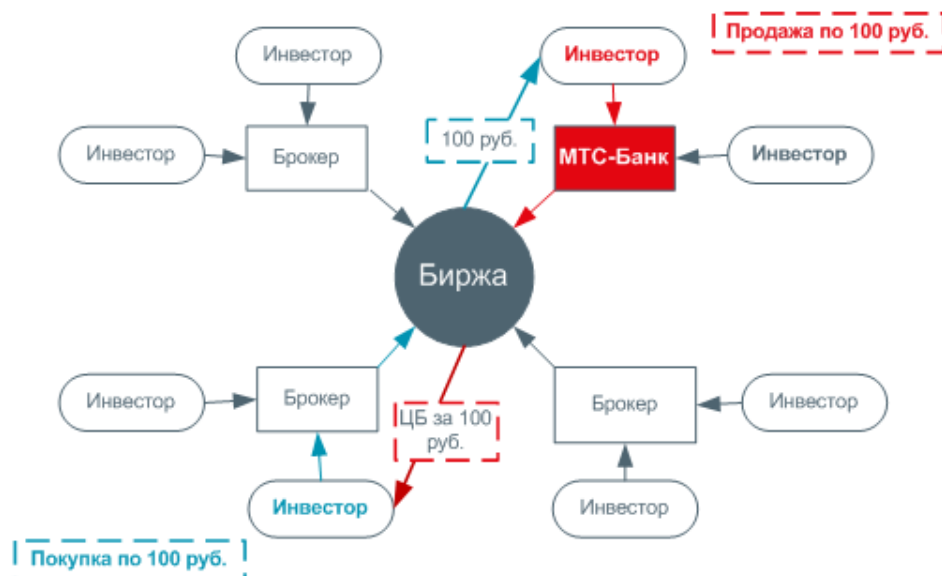 Продажа по 100 руб.
Инвестор
Инвестор
100 руб.
Инвестор
Брокер
МТС-Банк
Инвестор
Биржа
Инвестор
Брокер
ЦБ за 100
руб.
Брокер
Инвестор
Инвестор
Инвестор
Покупка по 100 руб.